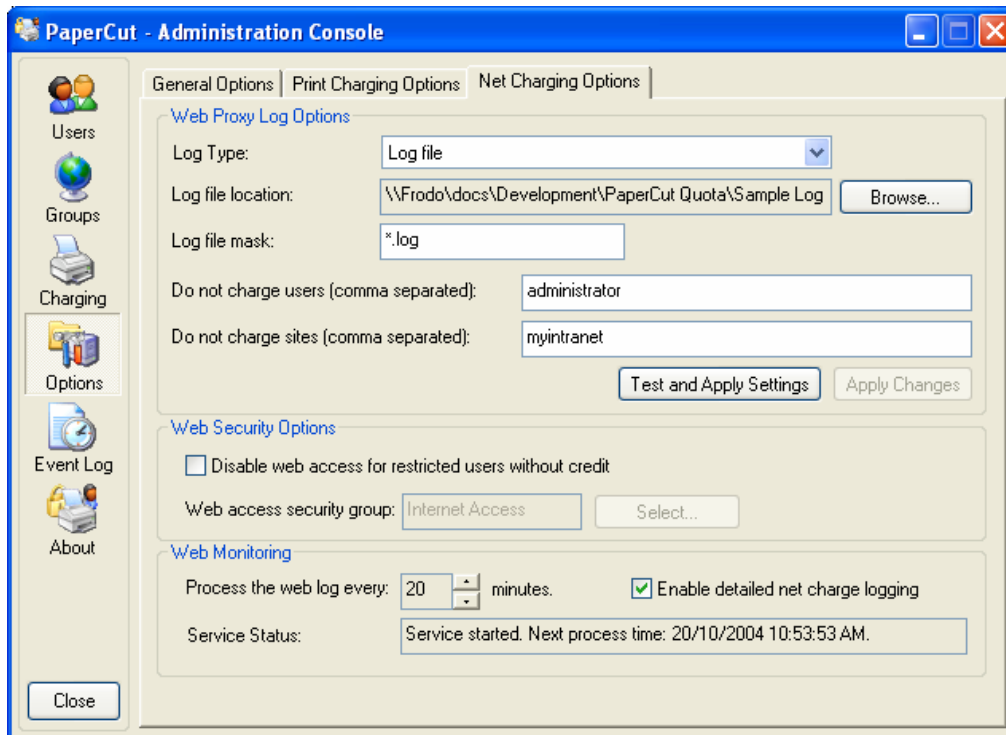 PaperCut - Administration Console
Users
Groups
Charging
Options
Event Log
About
Close
General Options
Print Charging Options
Net Charging Options
Web Proxy Log Options
Log Type: Log file
Log file location: \\Frodo\docs\Development\PaperCut Quota\Sample Log Browse...
Log file mask: *.log
Do not charge users (comma separated): administrator
Do not charge sites (comma separated): myintranet
Test and Apply Settings Apply Changes
Web Security Options
Disable web access for restricted users without credit
Web access security group: Internet Access Select...
Web Monitoring
Process the web log every: 20 minutes. Enable detailed net charge logging
Service Status: Service started. Next process time: 20/10/2004 10:53:53 AM.